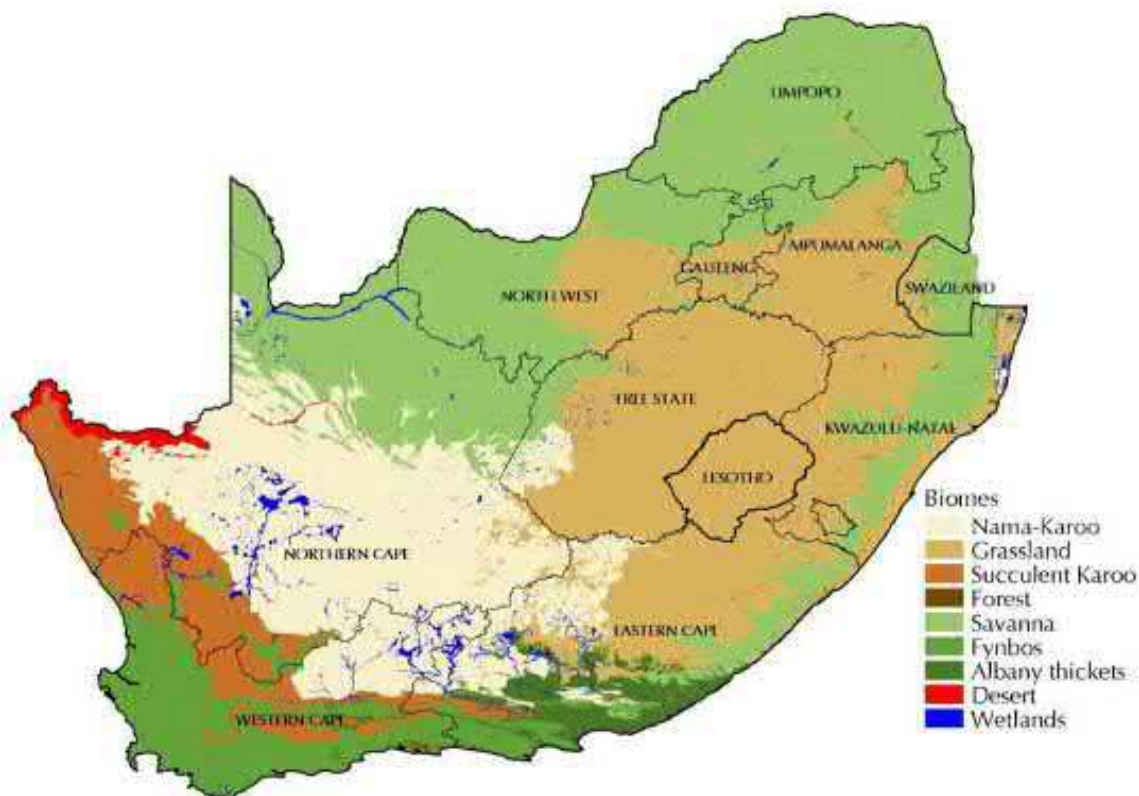 LIMPOPO
MPUMALANGA
GAUTENG
NORTH WEST
SWAZILAND
FREE STATE
KWAZULU-NATAL
LESOTHO
NORTHERN CAPE
EASTERN CAPE
WESTERN CAPE
Biomes
Nama-Karoo
Grassland
Succulent Karoo
Forest
Savanna
Fynbos
Albany thickets
Desert
Wetlands